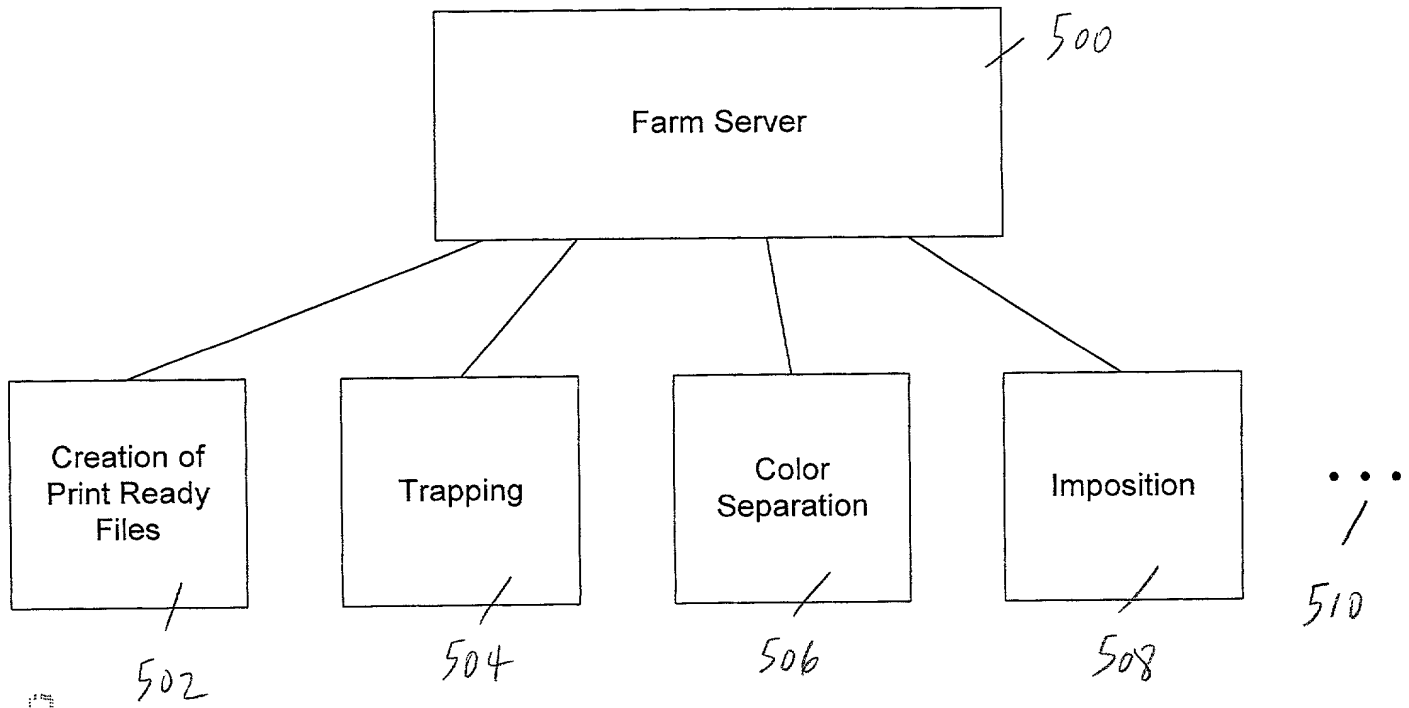 500
Farm Server
Creation of
Print Ready
Files
Trapping
Color
Separation
Imposition
...
502
504
506
508
510